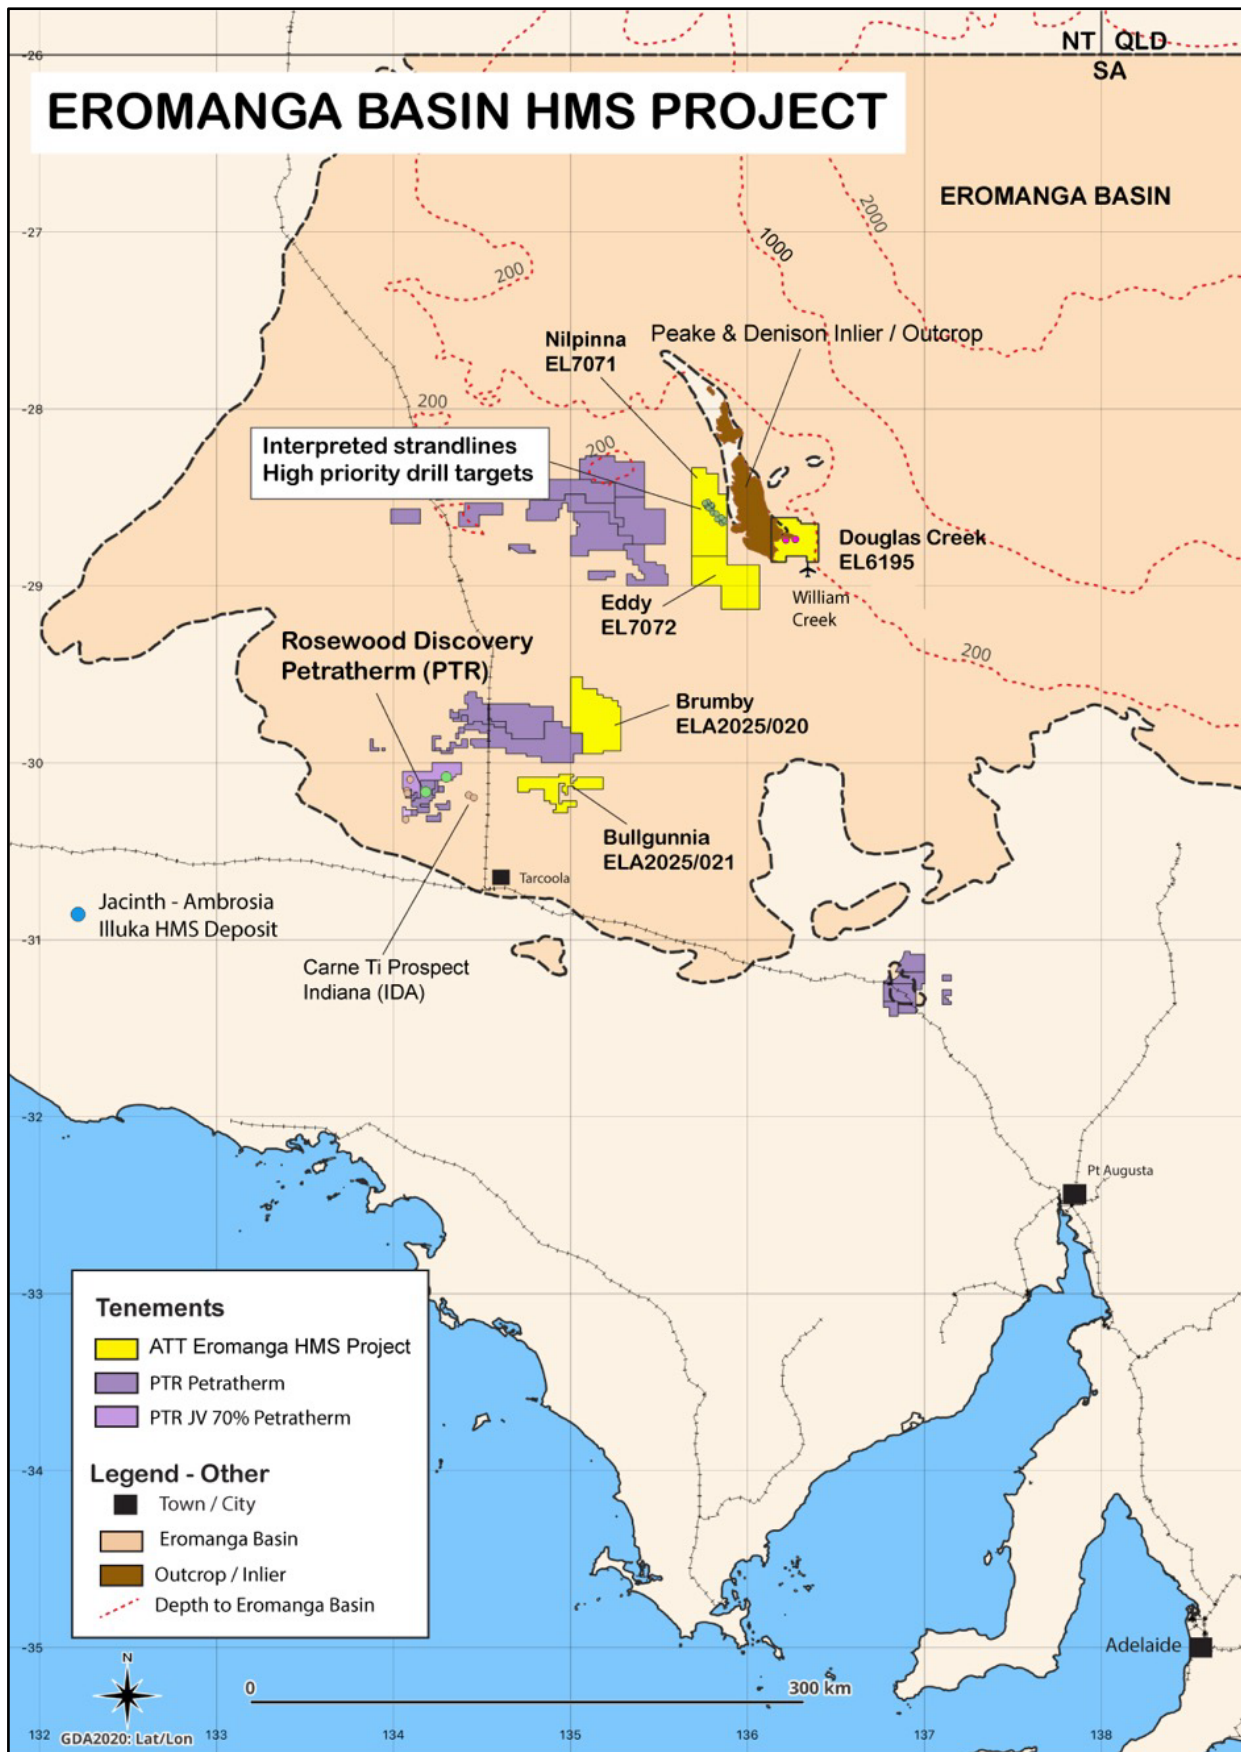 NT QLD
SA
-26
EROMANGA BASIN HMS PROJECT
EROMANGA BASIN
2000
-27
1000
200
Nilpinna
EL7071
Peake & Denison Inlier / Outcrop
-28
200
Interpreted strandlines
High priority drill targets
200
Douglas Creek
EL6195
-29
Eddy
EL7072
William
Creek
Rosewood Discovery
Petratherm (PTR)
200
Brumby
ELA2025/020
-30
Bullgunnia
ELA2025/021
Tarcoola
Jacinth - Ambrosia
Illuka HMS Deposit
-31
Carne Ti Prospect
Indiana (IDA)
-32
Pt Augusta
-33
Tenements
ATT Eromanga HMS Project
PTR Petratherm
PTR JV 70% Petratherm
-34
Legend - Other
Town / City
Eromanga Basin
Outcrop / Inlier
Depth to Eromanga Basin
-35
Adelaide
N
0 300 km
132 133 134 135 136 137 138
GDA2020: Lat/Lon